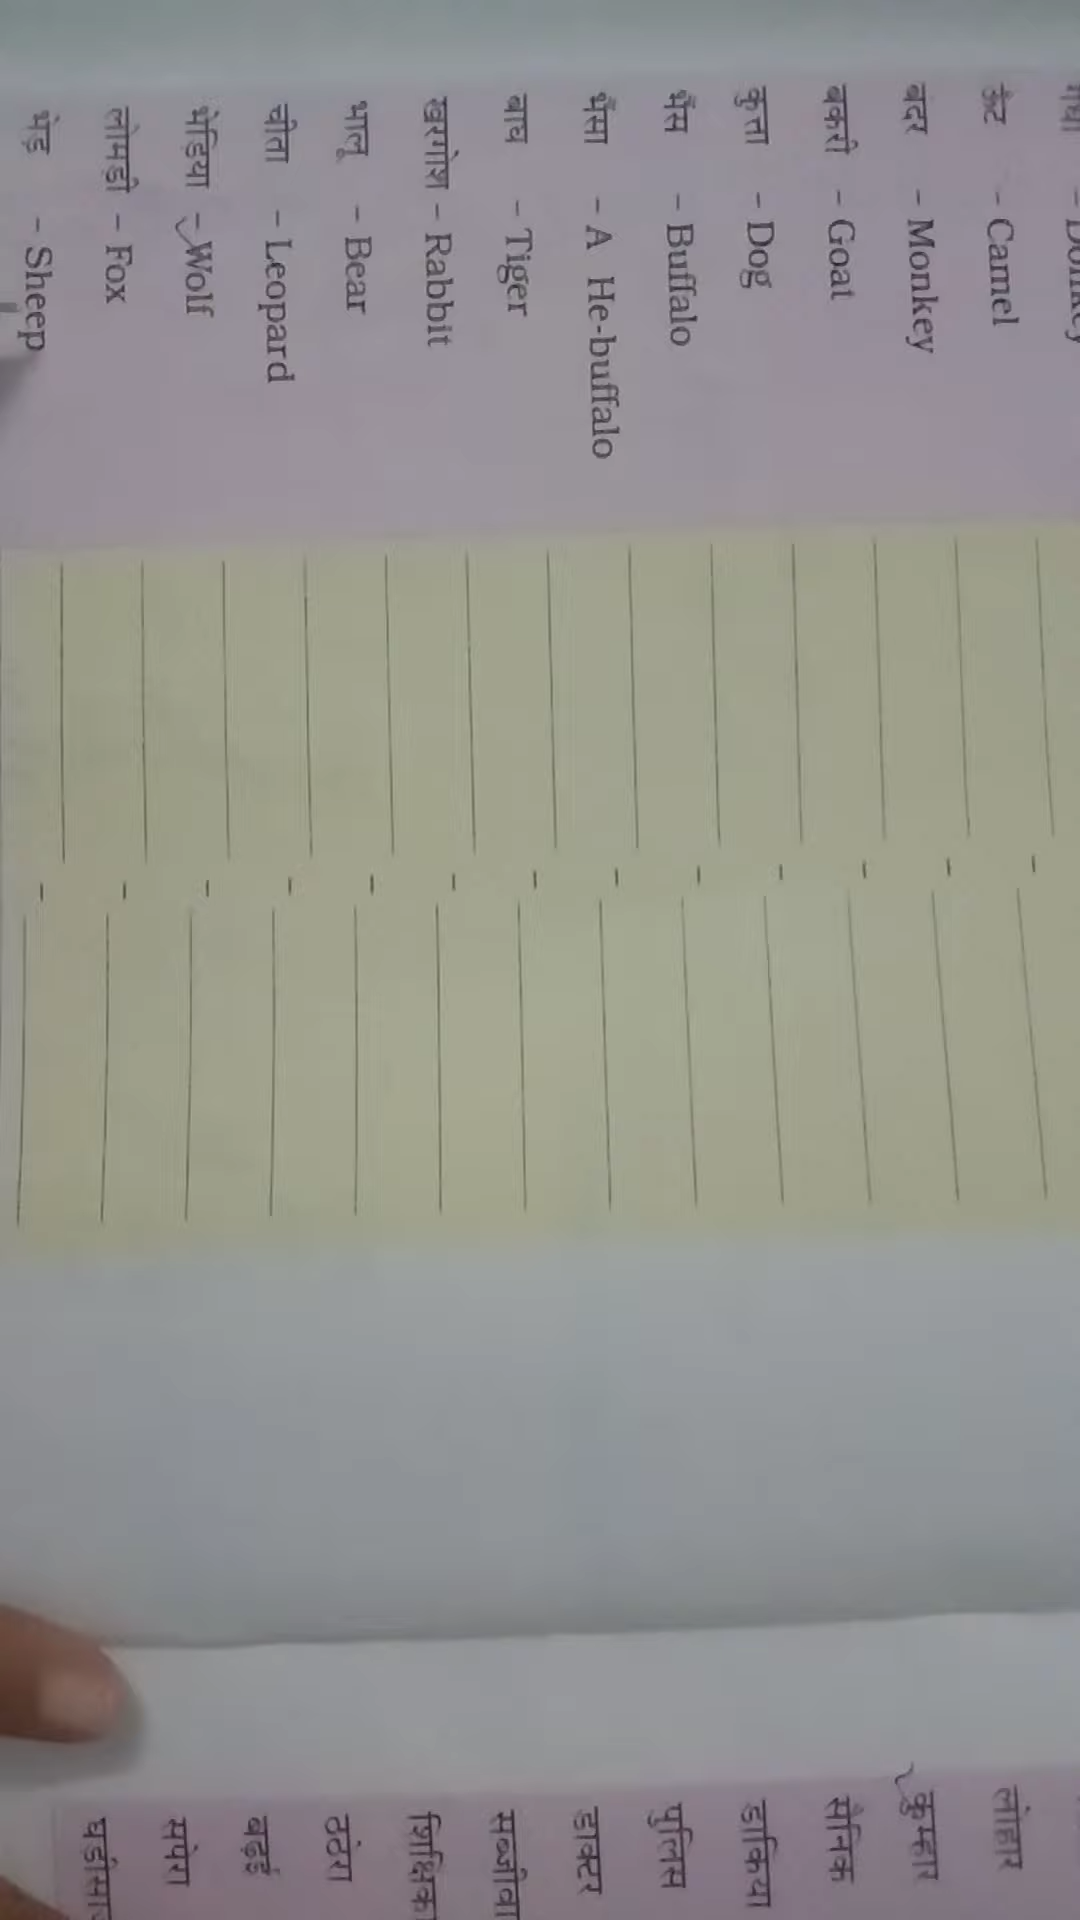 गधा
ऊँट - Camel
बंदर - Monkey
बकरी - Goat
कुत्ता - Dog
भैंस - Buffalo
भैंसा - A He-buffalo
बाघ - Tiger
खरगोश - Rabbit
भालू - Bear
चीता - Leopard
भेड़िया - Wolf
लोमड़ी - Fox
भेड़ - Sheep
लोहार
कुम्हार
सैनिक
डाकिया
पुलिस
डाक्टर
शिक्षिका
ठठेरा
बढ़ई
सपेरा